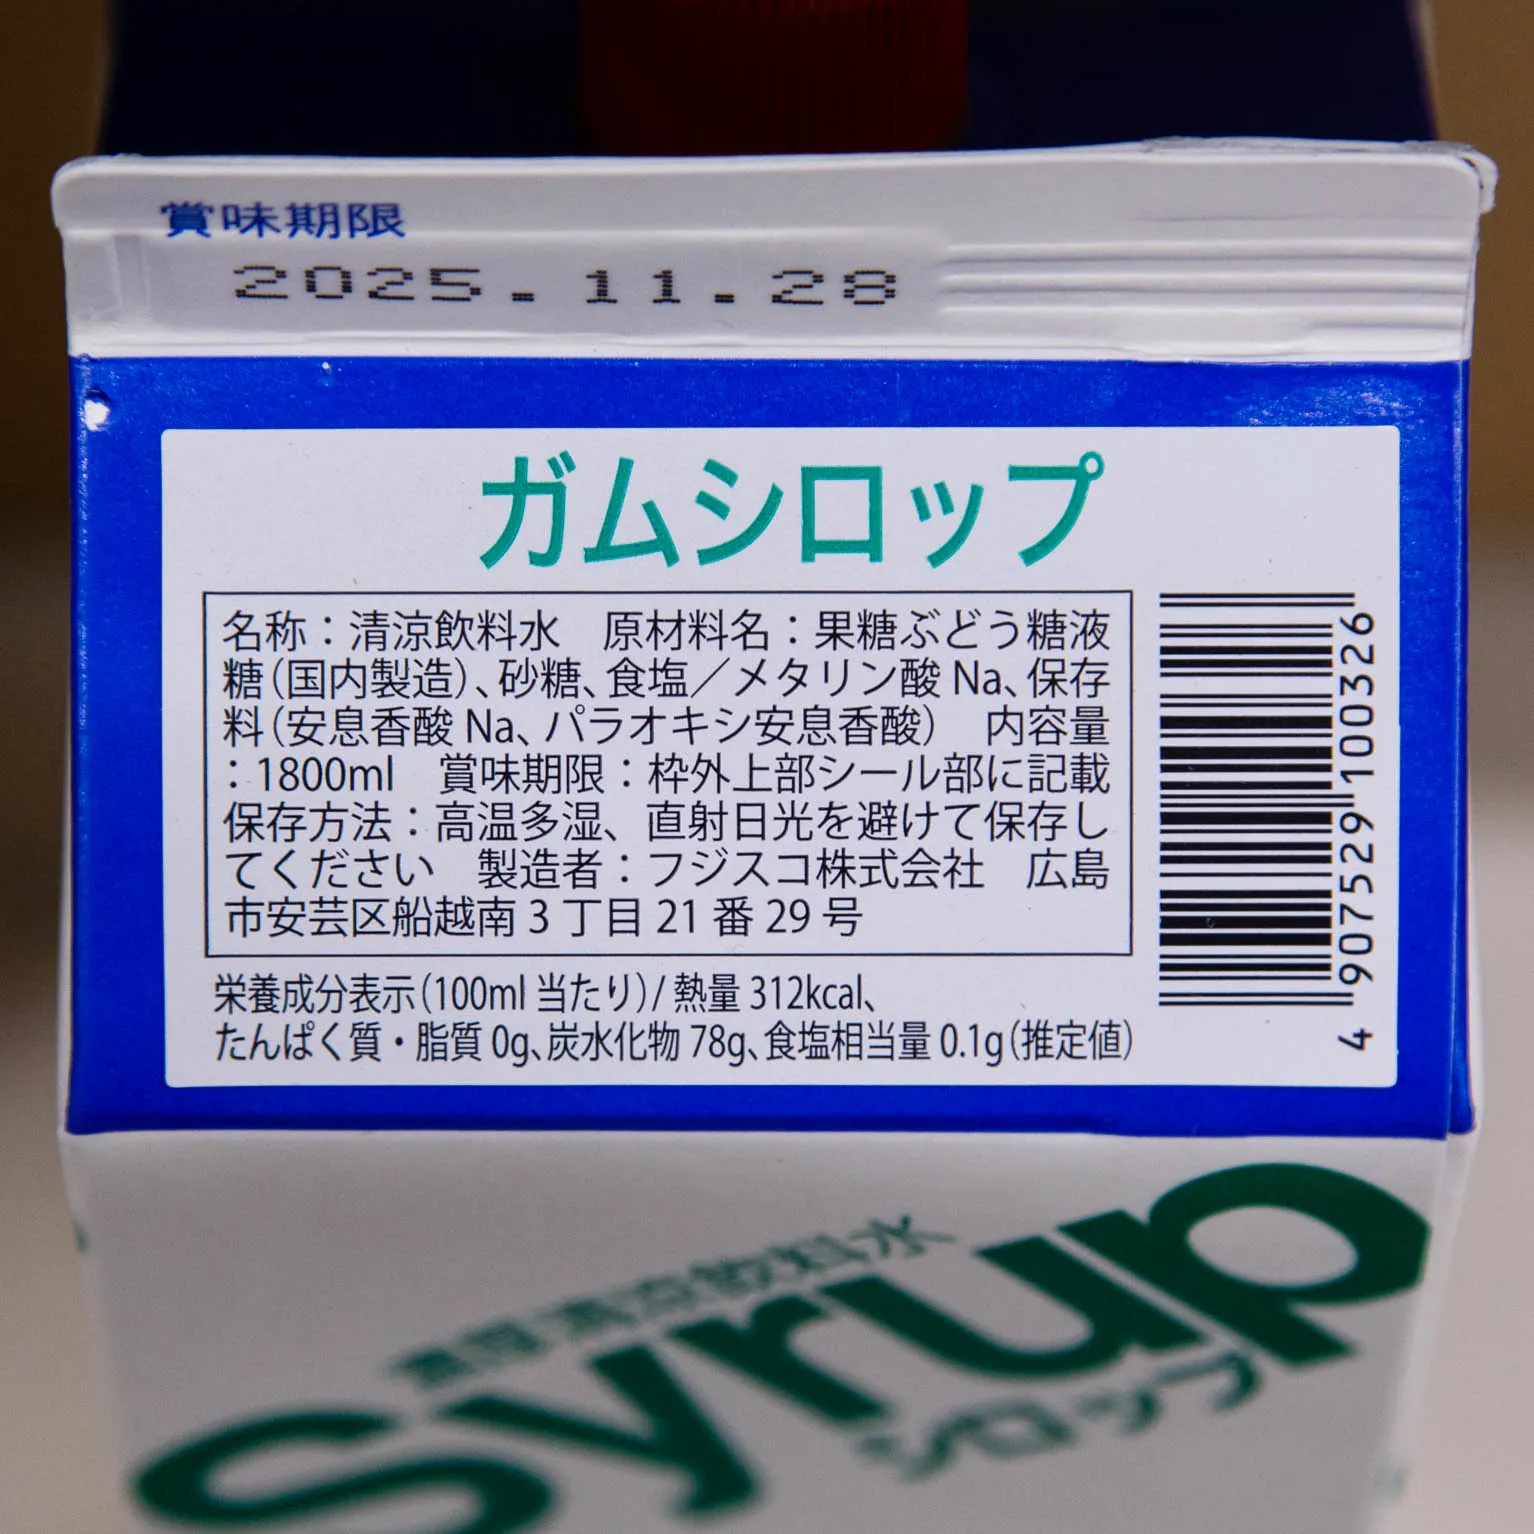 賞味期限
2025.11.28
ガムシロップ
名称：清涼飲料水　原材料名：果糖ぶどう糖液
糖（国内製造）、砂糖、食塩／メタリン酸 Na、保存
料（安息香酸 Na、パラオキシ安息香酸）　内容量
：1800ml　賞味期限：枠外上部シール部に記載
保存方法：高温多湿、直射日光を避けて保存し
てください　製造者：フジスコ株式会社　広島
市安芸区船越南 3 丁目 21 番 29 号
栄養成分表示（100ml 当たり）/ 熱量 312kcal、
たんぱく質・脂質 0g、炭水化物 78g、食塩相当量 0.1g（推定値）
4 907529 100326
清涼飲料水
syrup
シロップ